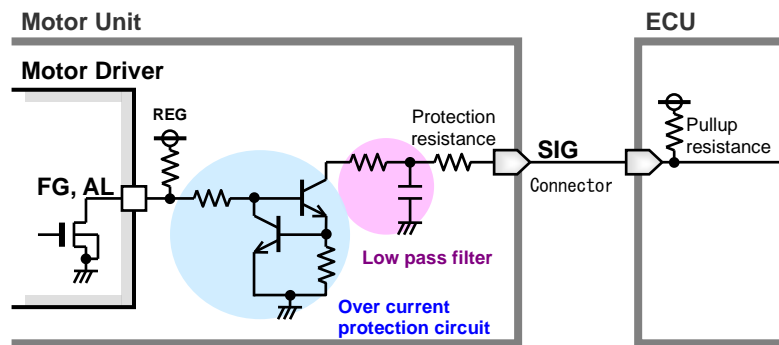 Motor Unit
ECU
Motor Driver
REG
Protection
resistance
SIG
Connector
Pullup
resistance
FG, AL
Low pass filter
Over current
protection circuit